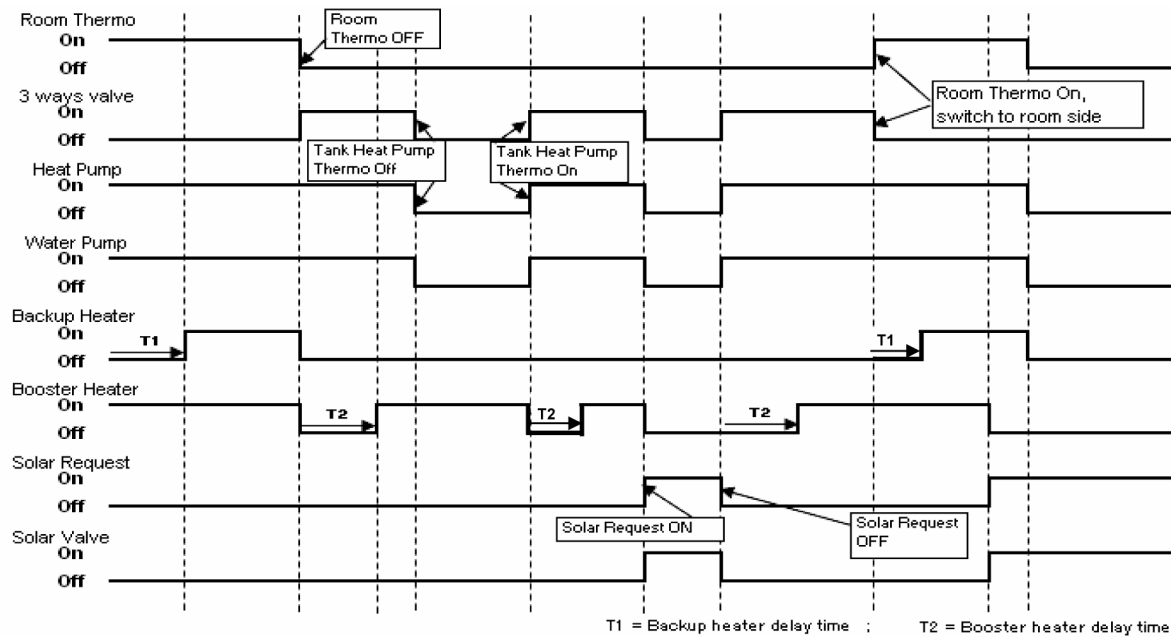 Room Thermo
On
Off
Room
Thermo OFF
3 ways valve
On
Off
Room Thermo On,
switch to room side
Tank Heat Pump
Thermo Off
Tank Heat Pump
Thermo On
Heat Pump
On
Off
Water Pump
On
Off
Backup Heater
On
Off
T1
T1
Booster Heater
On
Off
T2
T2
T2
Solar Request
On
Off
Solar Request ON
Solar Request
OFF
Solar Valve
On
Off
T1 = Backup heater delay time ; T2 = Booster heater delay time